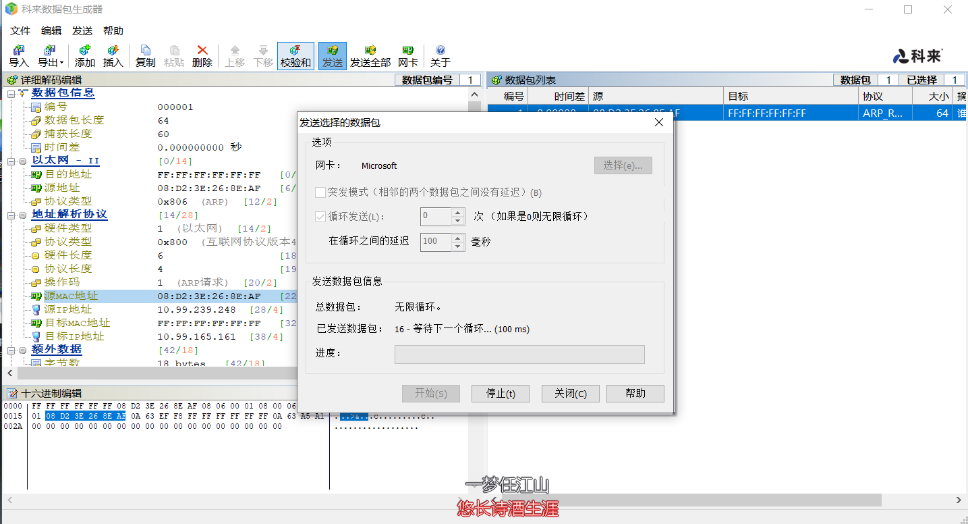 科来数据包生成器
文件 编辑 发送 帮助
导入 导出 添加 插入 复制 粘贴 删除 上移 下移 校验和 发送 发送全部 网卡 关于
科来
详细解码编辑 数据包编号 1
数据包信息
编号 000001
数据包长度 64
捕获长度 60
时间差 0.000000000 秒
以太网 - II [0/14]
目的地址 FF:FF:FF:FF:FF:FF [0/
源地址 08:D2:3E:26:8E:AF [6/
协议类型 0x806 (ARP) [12/2]
地址解析协议 [14/28]
硬件类型 1 (以太网) [14/2]
协议类型 0x800 (互联网协议版本4
硬件长度 6 [18
协议长度 4 [19
操作码 1 (ARP请求) [20/2]
源MAC地址 08:D2:3E:26:8E:AF [22
源IP地址 10.99.239.248 [28/4]
目标MAC地址 FF:FF:FF:FF:FF:FF [32
目标IP地址 10.99.165.161 [38/4]
额外数据 [42/18]
字节数 18 bytes [42/18]
数据包列表 数据包 1 已选择 1
编号 时间差 源 目标 协议 大小 摘
FF:FF:FF:FF:FF:FF ARP_R... 64 谁
发送选择的数据包
选项
网卡： Microsoft 选择(e)...
突发模式（相邻的两个数据包之间没有延迟）(B)
循环发送(L): 0 次（如果是0则无限循环）
在循环之间的延迟 100 毫秒
发送数据包信息
总数据包： 无限循环。
已发送数据包： 16 - 等待下一个循环... (100 ms)
进度：
开始(S) 停止(t) 关闭(C) 帮助
十六进制编辑
0000 FF FF FF FF FF FF 08 D2 3E 26 8E AF 08 06 00 01 08 00 06
0015 01 08 D2 3E 26 8E AF 0A 63 EF F8 FF FF FF FF FF FF 0A 63 A5 A1
002A 00 00 00 00 00 00 00 00 00 00 00 00 00 00 00 00 00 00
一梦任江山
悠长诗酒生涯